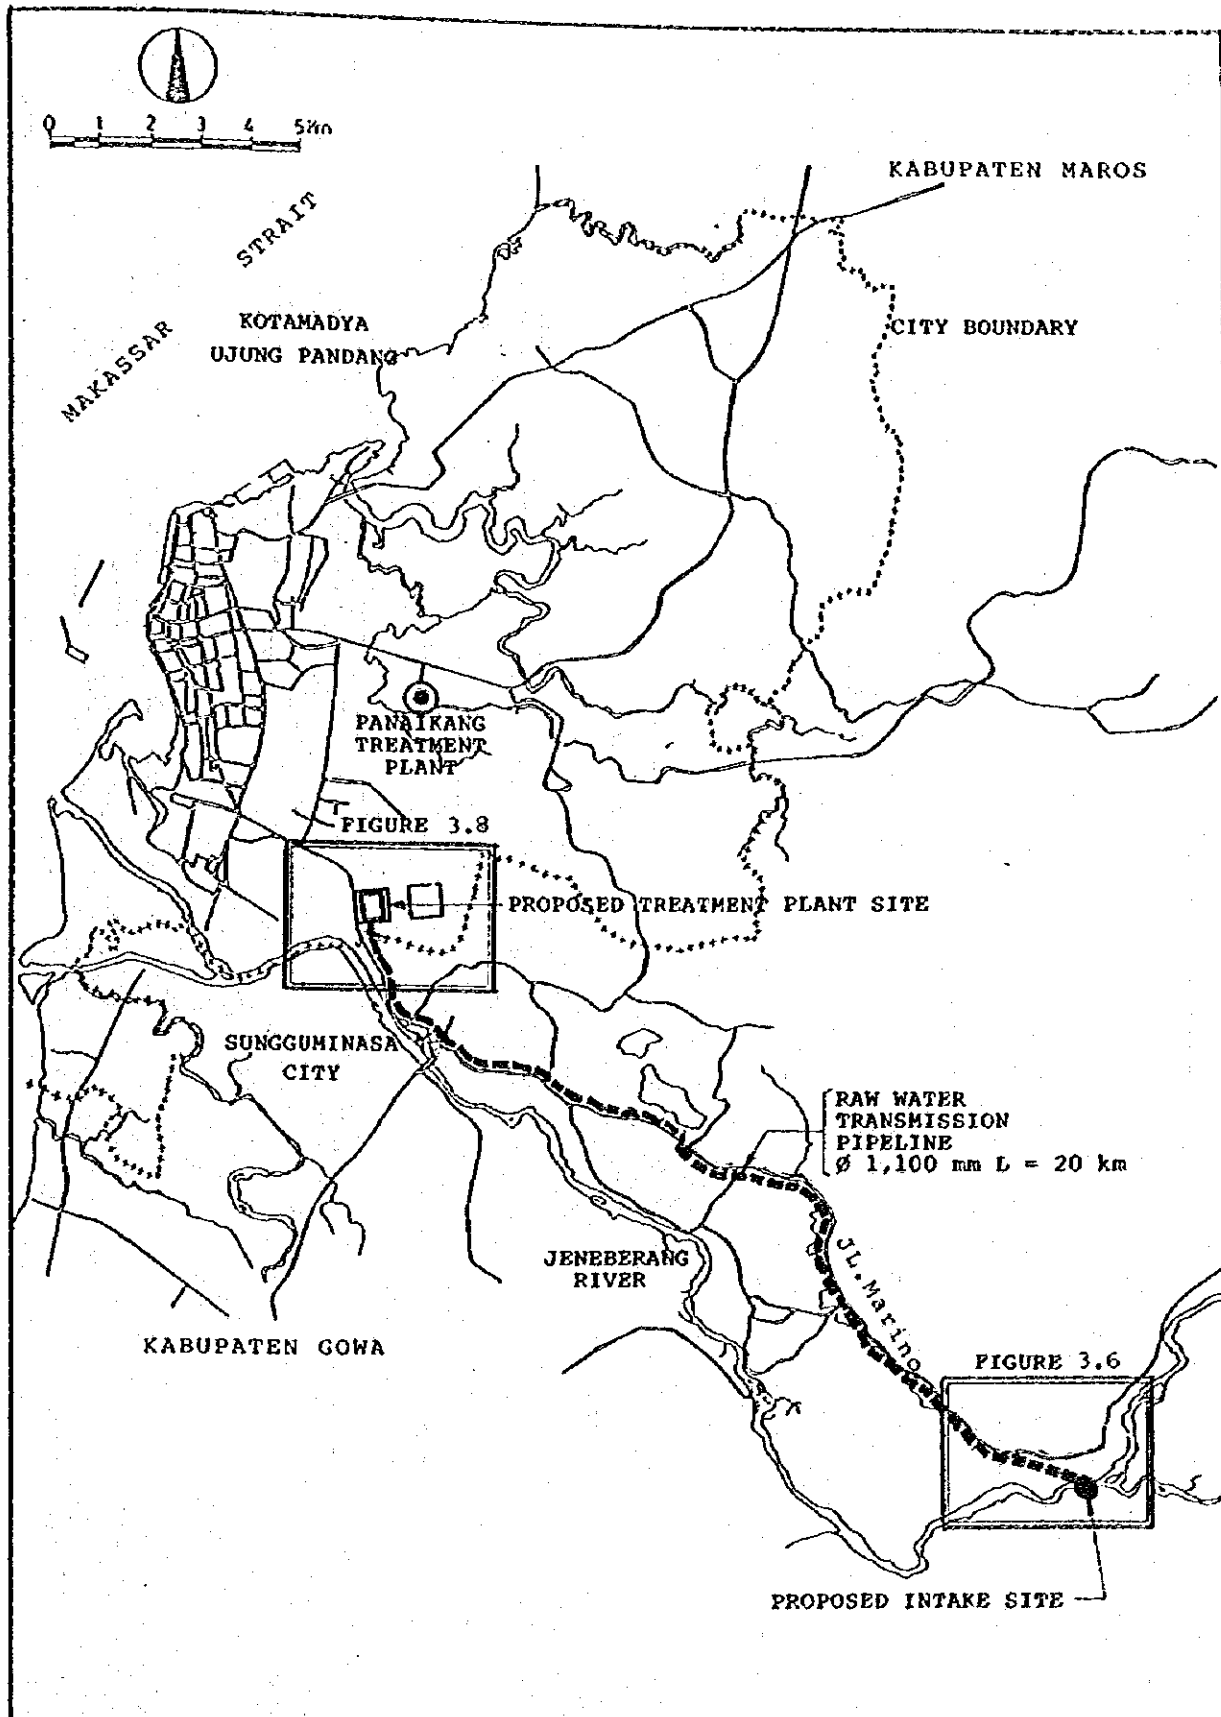 0 1 2 3 4 5Km
KABUPATEN MAROS
MAKASSAR STRAIT
KOTAMADYA
UJUNG PANDANG
CITY BOUNDARY
PANAIKANG
TREATMENT
PLANT
FIGURE 3.8
PROPOSED TREATMENT PLANT SITE
SUNGGUMINASA
CITY
RAW WATER
TRANSMISSION
PIPELINE
Ø 1,100 mm L = 20 km
JENEBERANG
RIVER
JL.Marino
KABUPATEN GOWA
FIGURE 3.6
PROPOSED INTAKE SITE